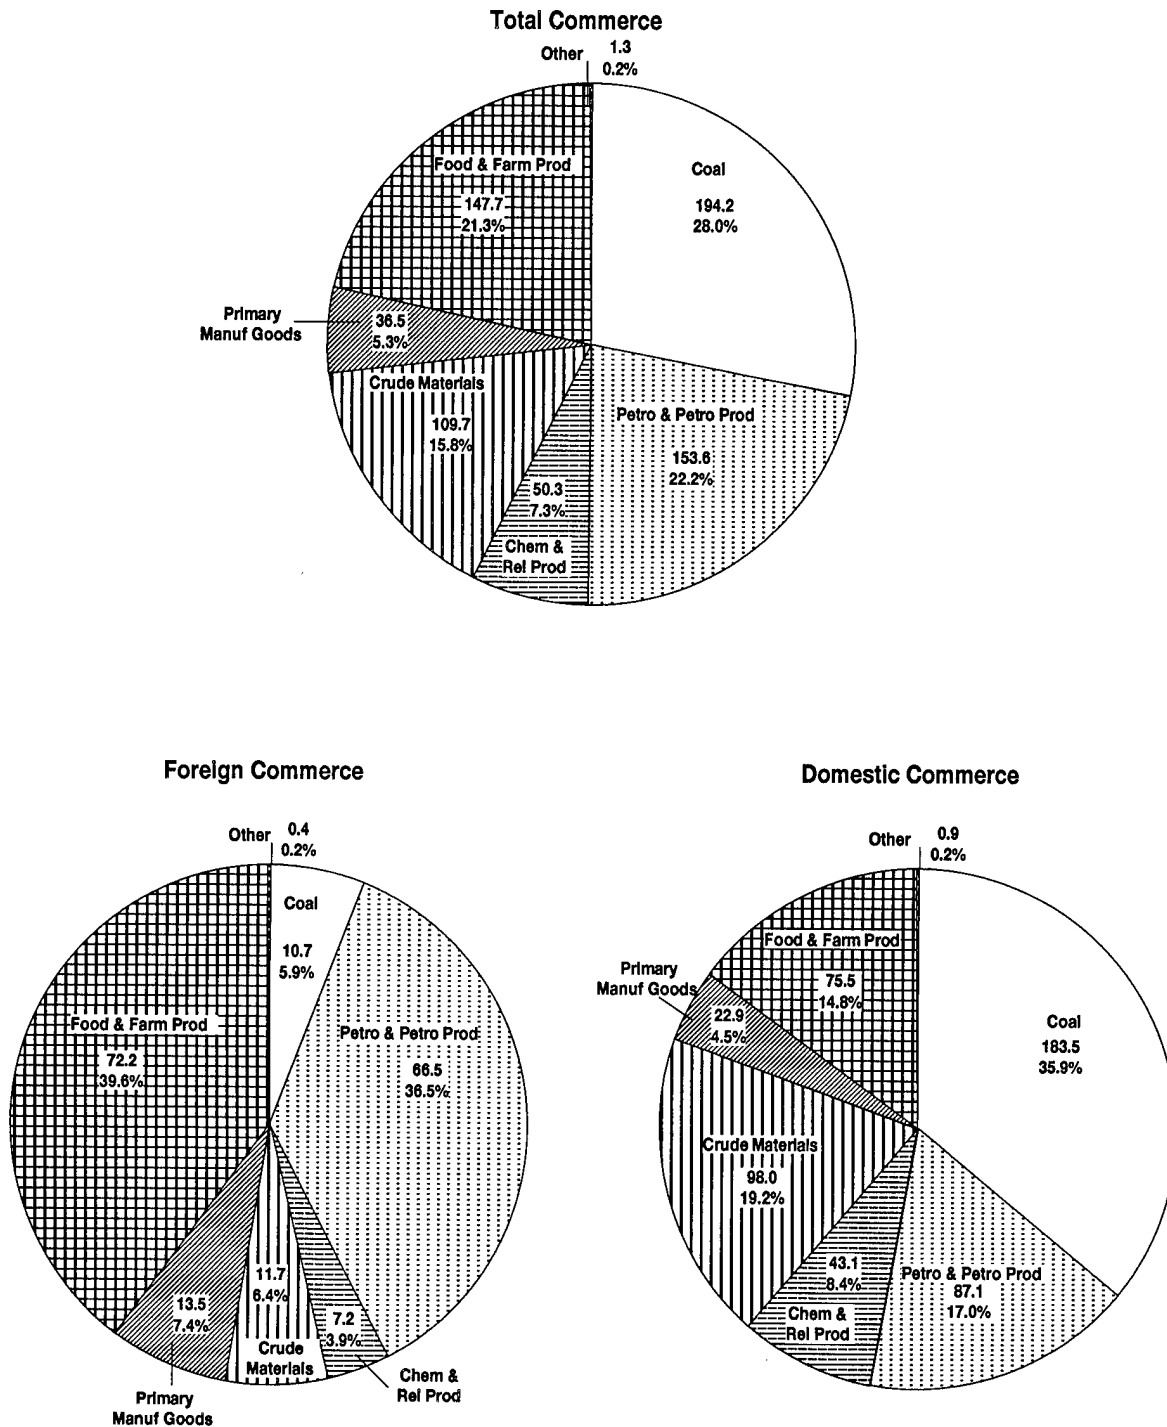 Total Commerce
Other
1.3
0.2%
Food & Farm Prod
147.7
21.3%
Coal
194.2
28.0%
Primary
Manuf Goods
36.5
5.3%
Crude Materials
109.7
15.8%
Petro & Petro Prod
153.6
22.2%
50.3
7.3%
Chem &
Rel Prod
Foreign Commerce
Other
0.4
0.2%
Coal
10.7
5.9%
Food & Farm Prod
72.2
39.6%
Petro & Petro Prod
66.5
36.5%
11.7
6.4%
Crude
Materials
13.5
7.4%
7.2
3.9%
Primary
Manuf Goods
Chem &
Rel Prod
Domestic Commerce
Other
0.9
0.2%
Food & Farm Prod
75.5
14.8%
Primary
Manuf Goods
22.9
4.5%
Coal
183.5
35.9%
Crude Materials
98.0
19.2%
43.1
8.4%
Chem &
Rel Prod
Petro & Petro Prod
87.1
17.0%